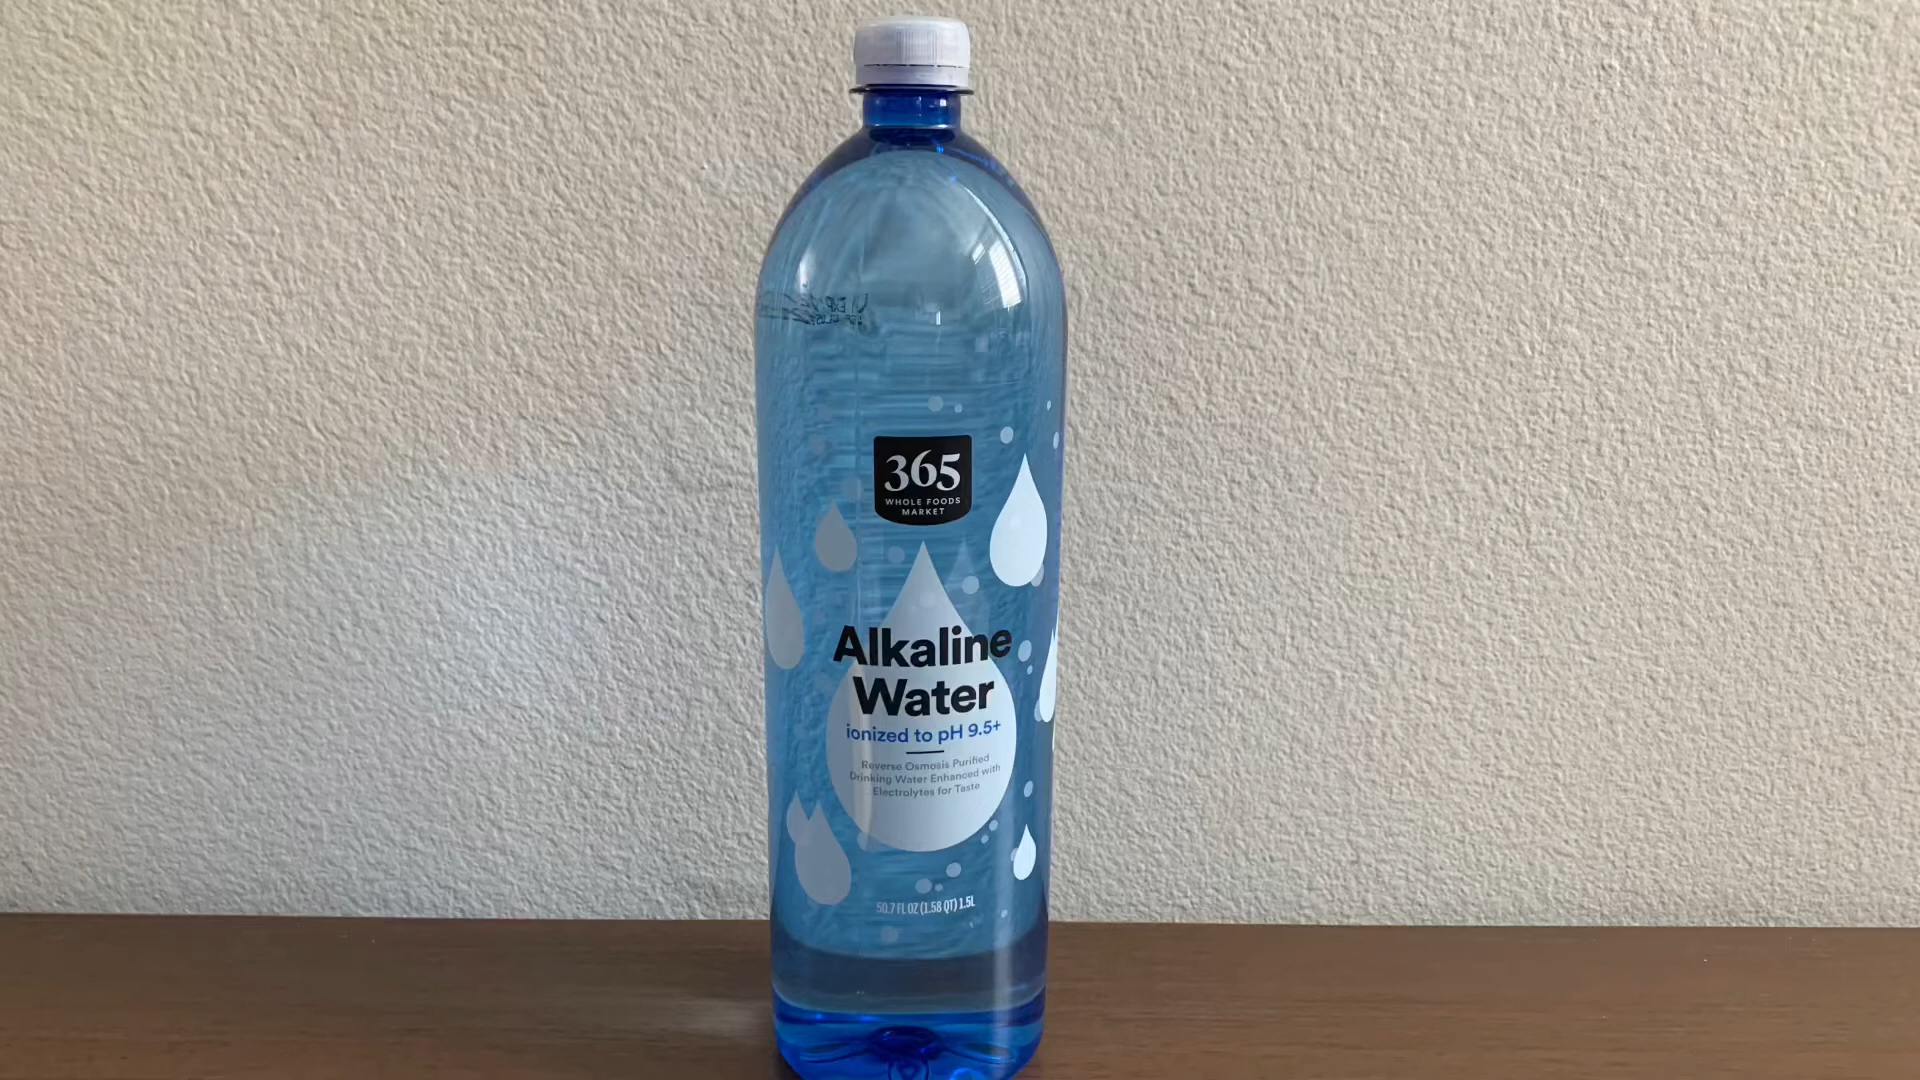 365
WHOLE FOODS
MARKET
Alkaline
Water
ionized to pH 9.5+
Reverse Osmosis Purified
Drinking Water Enhanced with
Electrolytes for Taste
50.7 FL OZ (1.58 QT) 1.5L